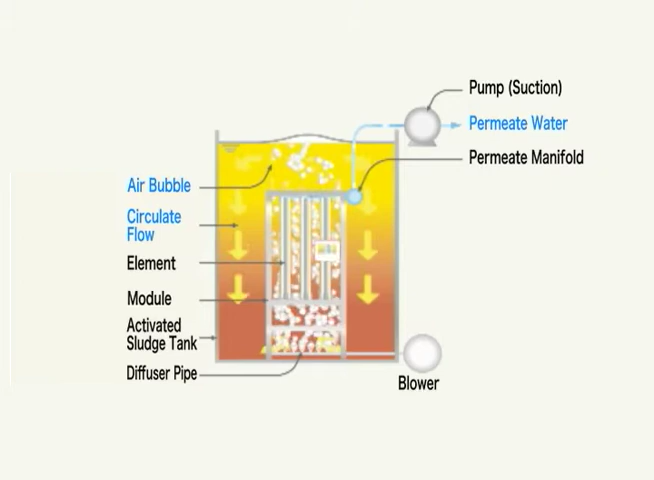 Pump (Suction)
Permeate Water
Permeate Manifold
Air Bubble
Circulate
Flow
Element
Module
Activated
Sludge Tank
Diffuser Pipe
Blower